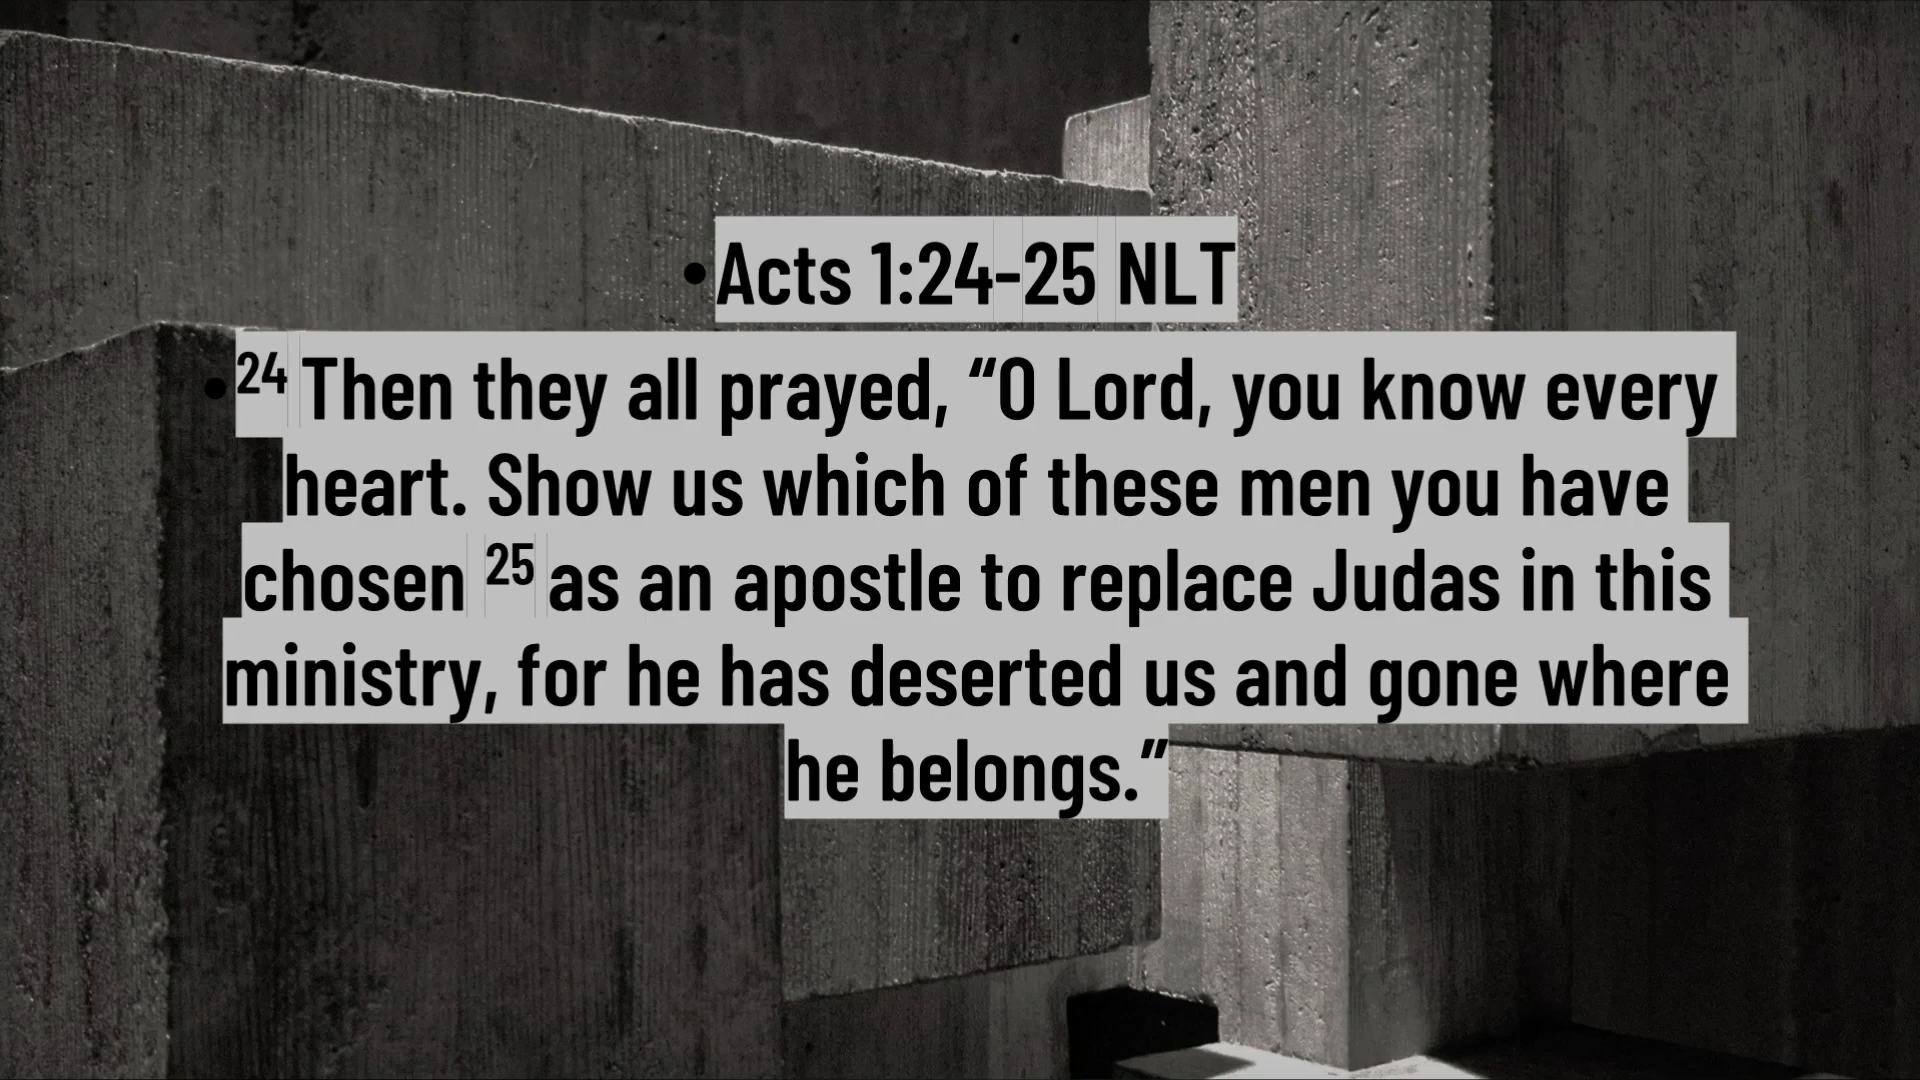 •Acts 1:24-25 NLT
•24 Then they all prayed, “O Lord, you know every
heart. Show us which of these men you have
chosen 25 as an apostle to replace Judas in this
ministry, for he has deserted us and gone where
he belongs.”